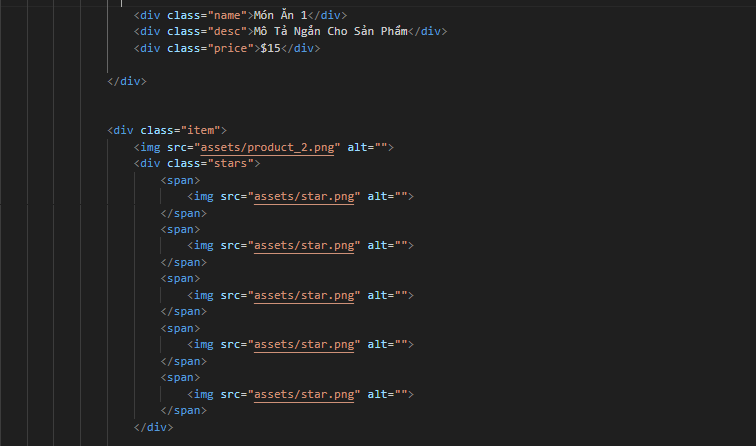 <div class="name">Món Ăn 1</div>
<div class="desc">Mô Tả Ngắn Cho Sản Phẩm</div>
<div class="price">$15</div>
</div>
<div class="item">
<img src="assets/product_2.png" alt="">
<div class="stars">
<span>
<img src="assets/star.png" alt="">
</span>
<span>
<img src="assets/star.png" alt="">
</span>
<span>
<img src="assets/star.png" alt="">
</span>
<span>
<img src="assets/star.png" alt="">
</span>
<span>
<img src="assets/star.png" alt="">
</span>
</div>